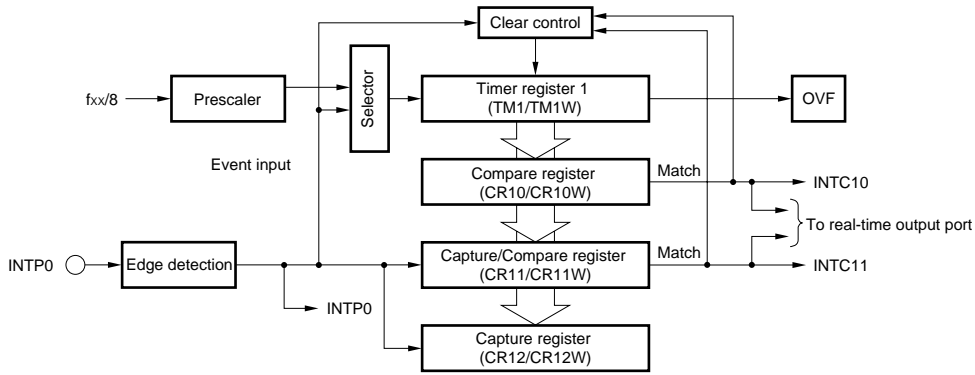 Clear control
fxx/8
Prescaler
Selector
Timer register 1
(TM1/TM1W)
OVF
Event input
Compare register
(CR10/CR10W)
Match
INTC10
To real-time output port
INTP0
Edge detection
Capture/Compare register
(CR11/CR11W)
Match
INTC11
INTP0
Capture register
(CR12/CR12W)